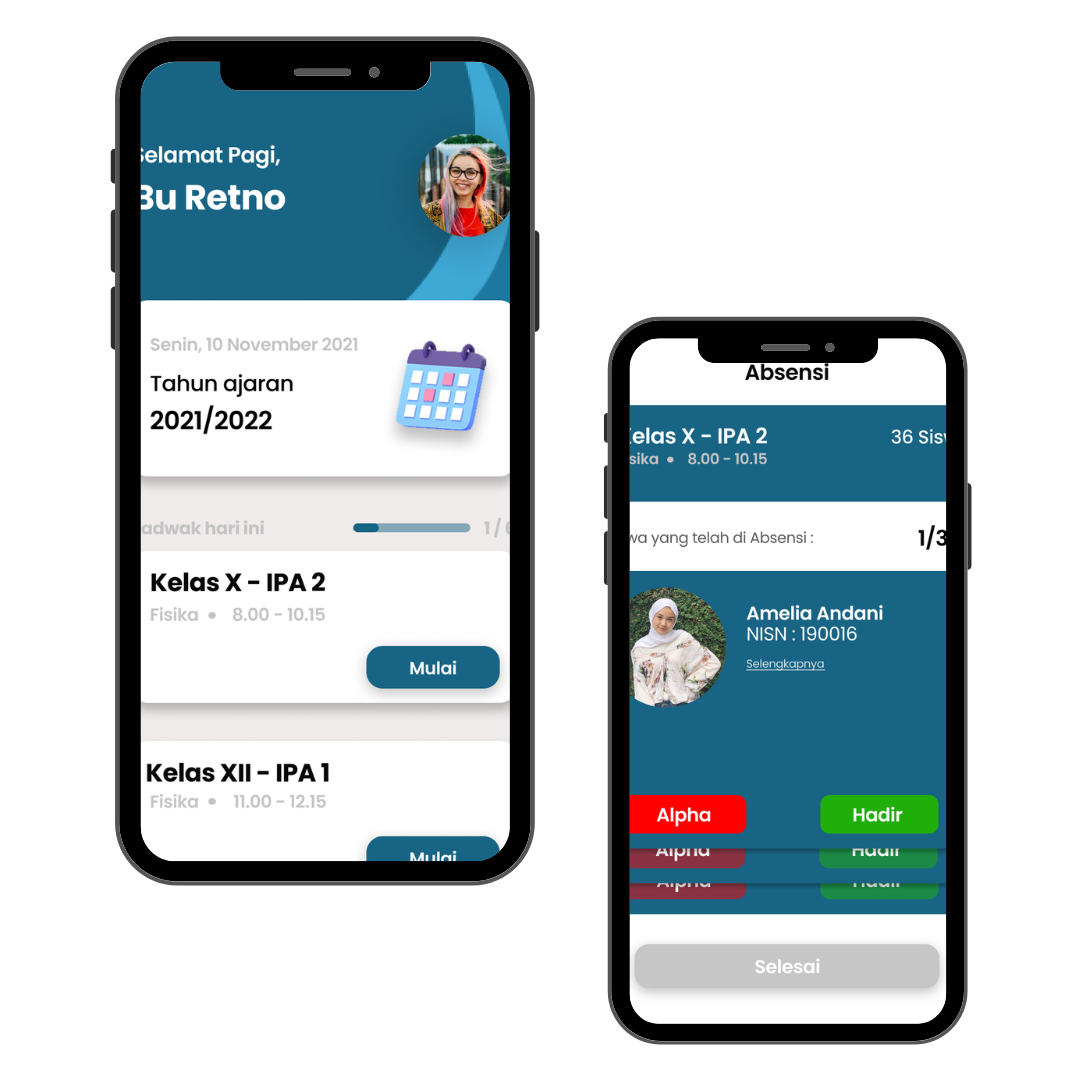 Selamat Pagi,
Bu Retno
Senin, 10 November 2021
Tahun ajaran
2021/2022
adwak hari ini
1 / 6
Kelas X - IPA 2
Fisika • 8.00 - 10.15
Mulai
Kelas XII - IPA 1
Fisika • 11.00 - 12.15
Mulai
Absensi
Kelas X - IPA 2
36 Sisw
sika • 8.00 - 10.15
wa yang telah di Absensi :
1/3
Amelia Andani
NISN : 190016
Selengkapnya
Alpha
Hadir
Alpha
Hadir
Alpha
Hadir
Selesai